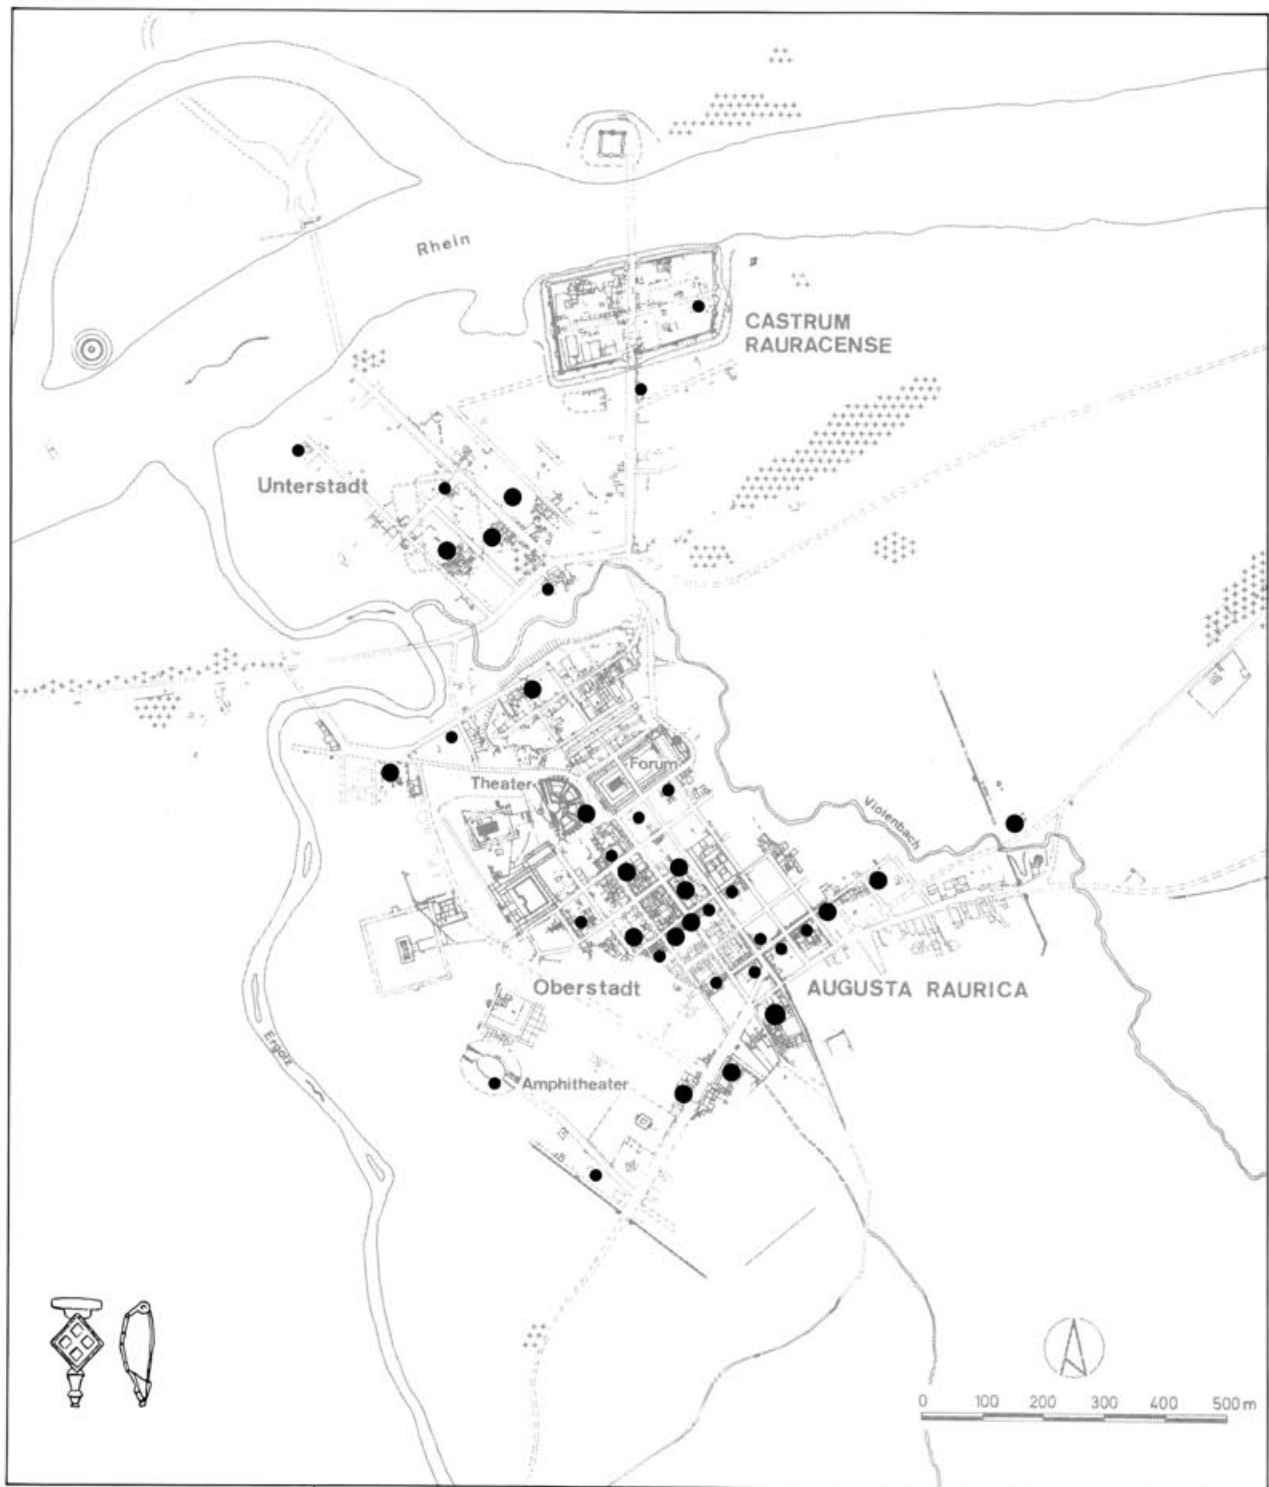 Rhein
CASTRUM
RAURACENSE
Unterstadt
Forum
Theater
Violenbach
Oberstadt
AUGUSTA RAURICA
Ergolz
Amphitheater
0 100 200 300 400 500 m